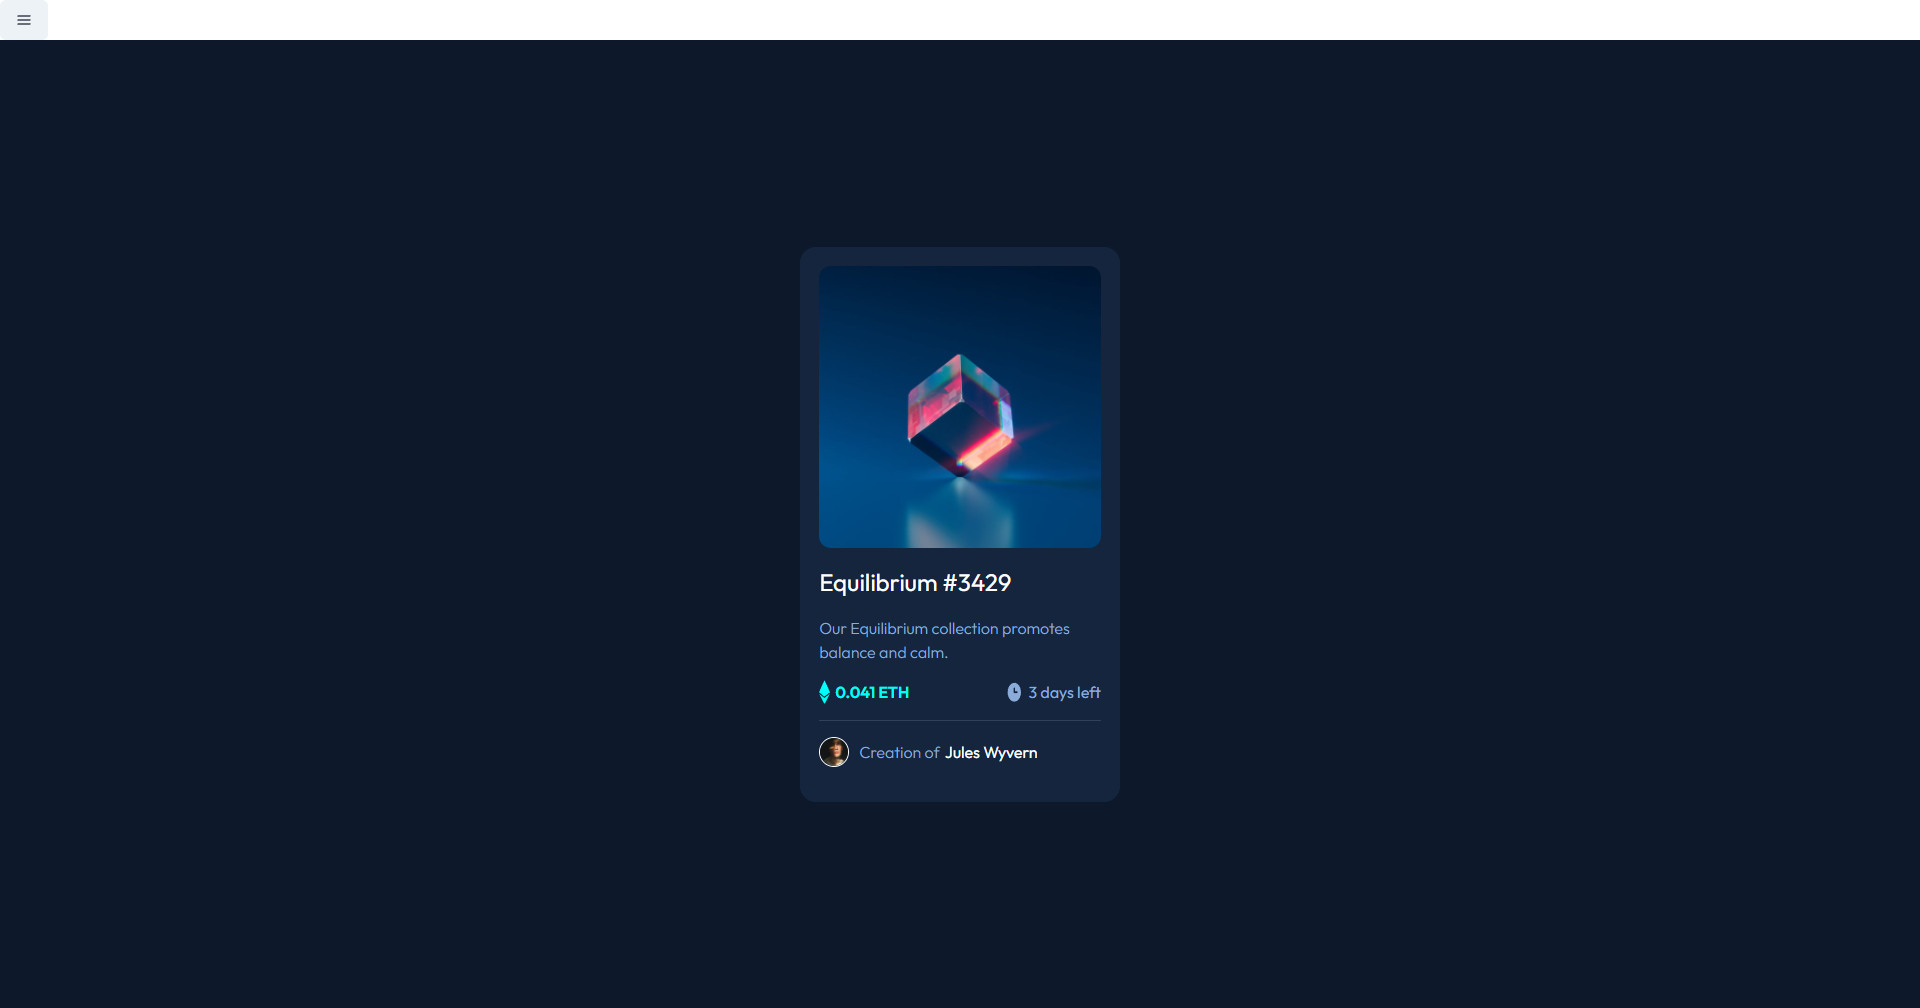 Equilibrium #3429
Our Equilibrium collection promotes
balance and calm.
0.041 ETH
3 days left
Creation of Jules Wyvern